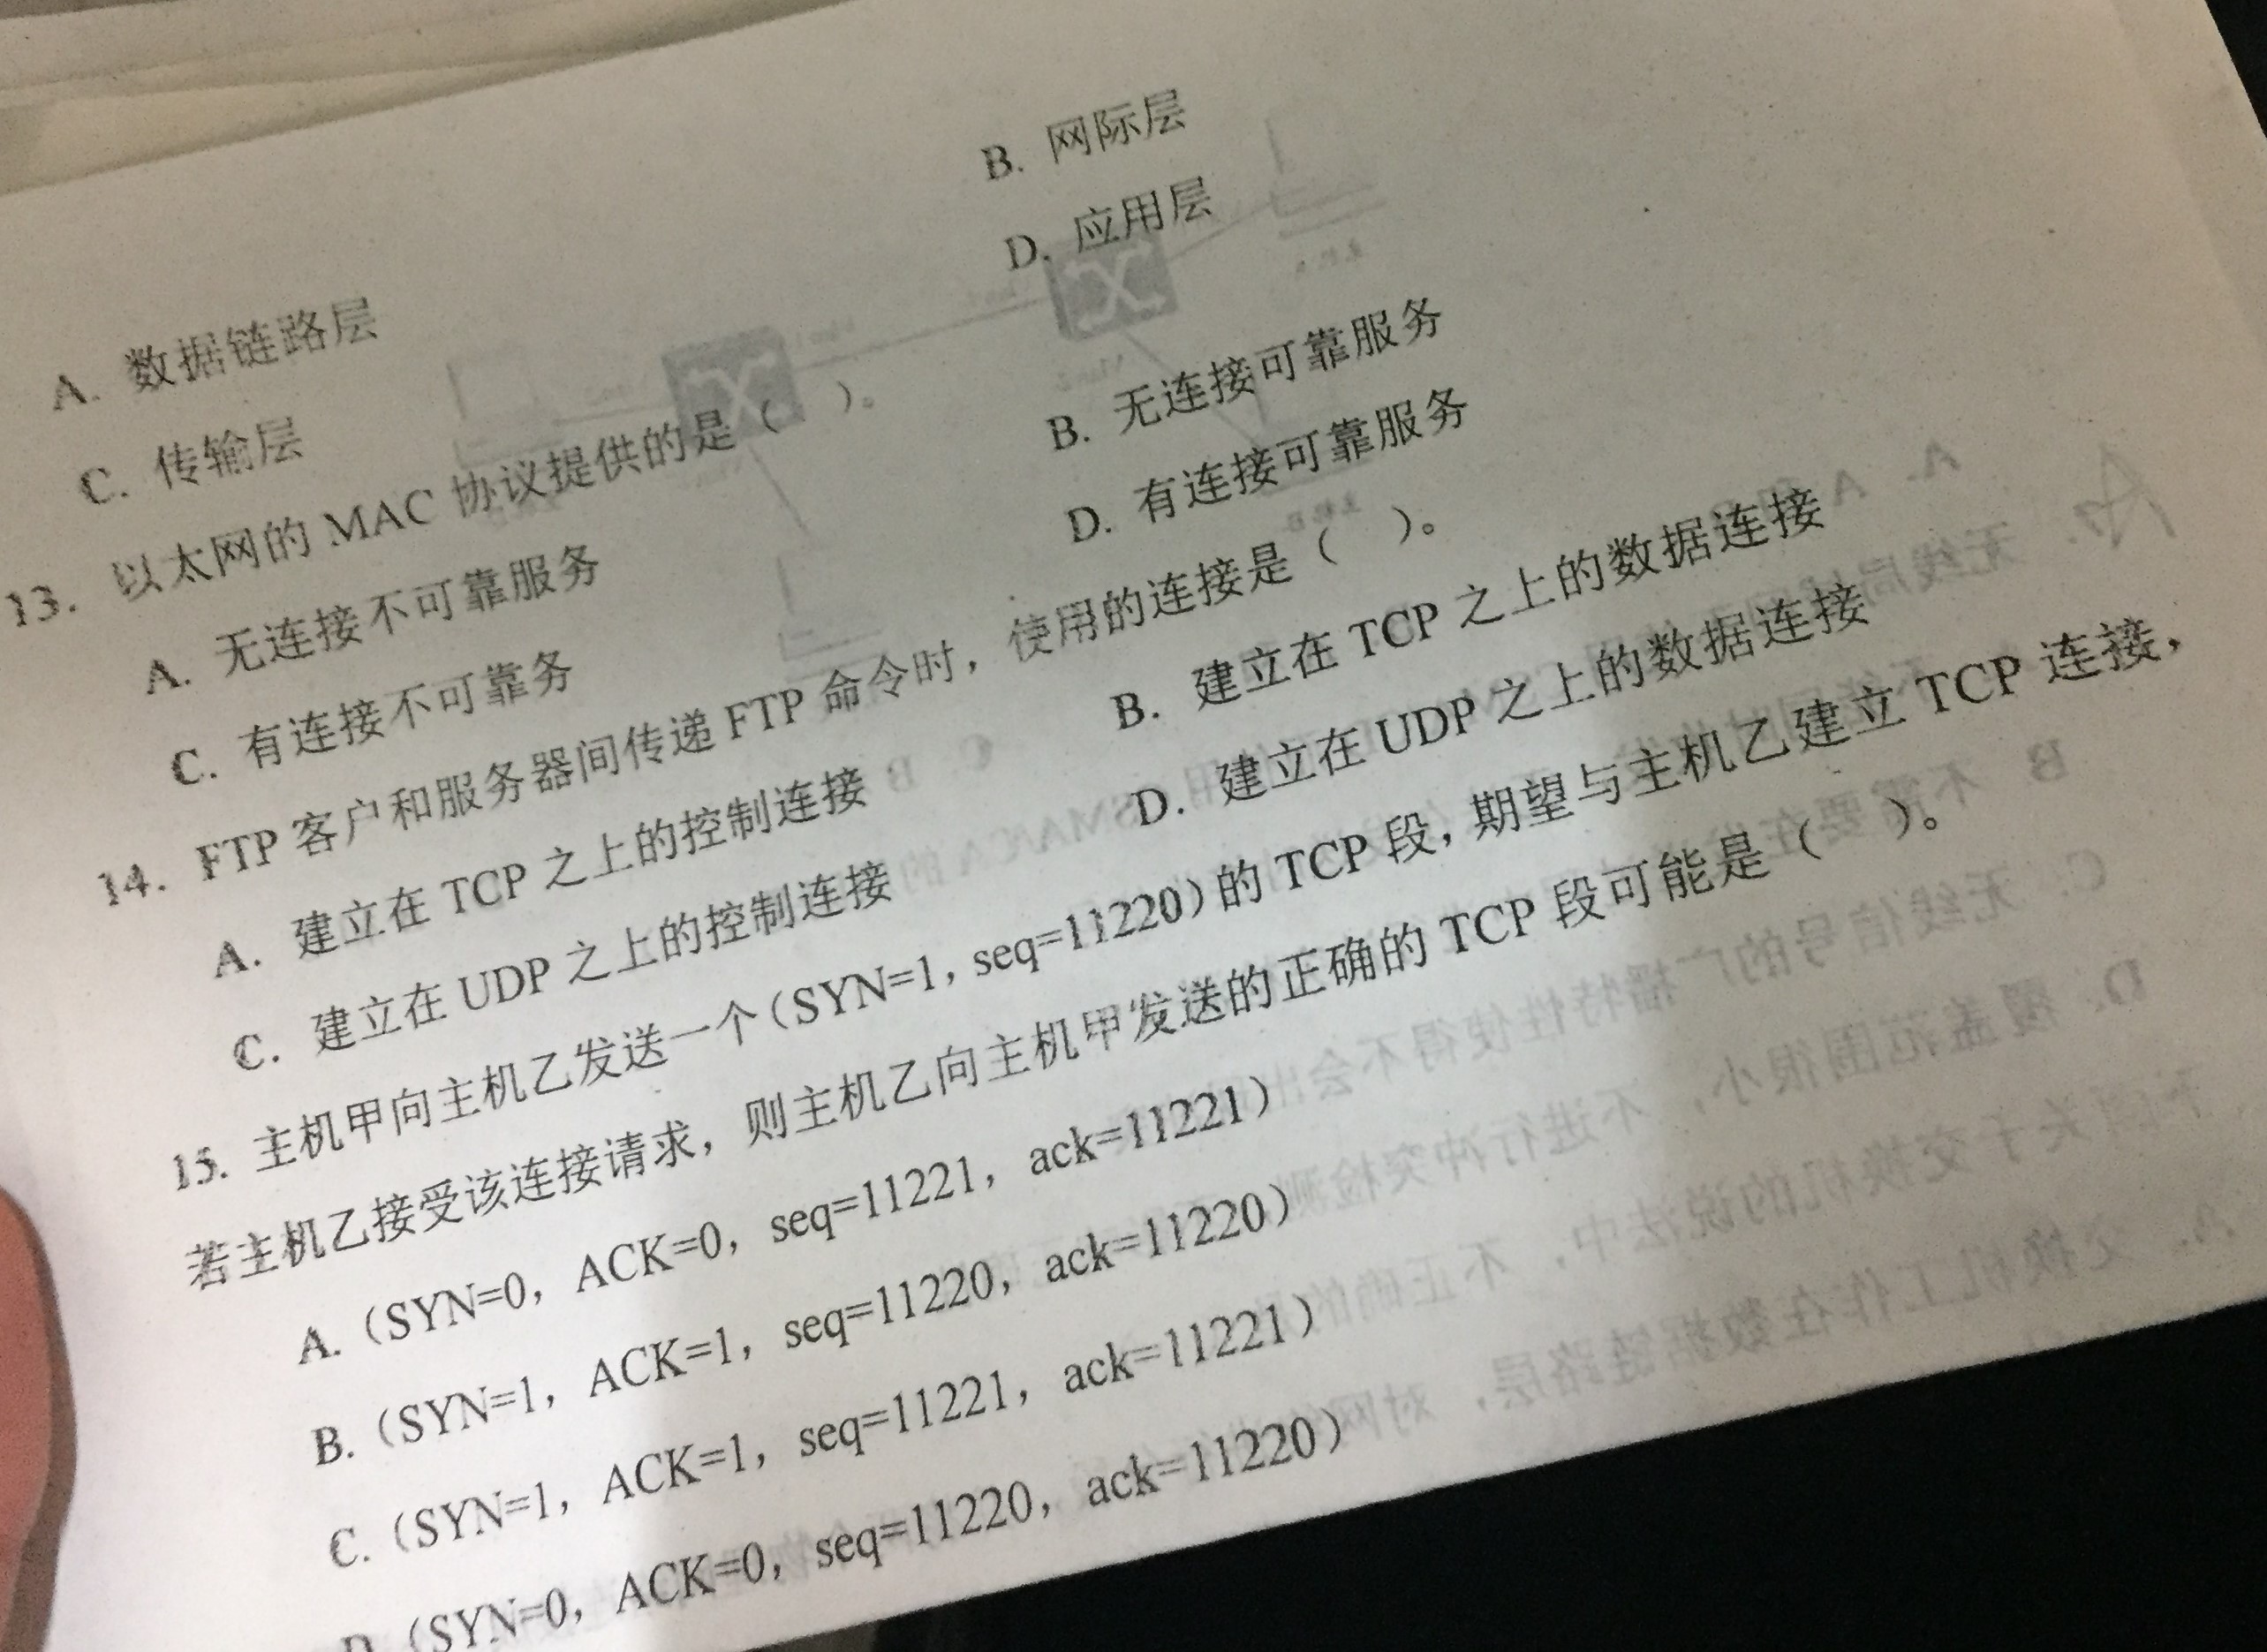 A. 数据链路层 B. 网际层
C. 传输层 D. 应用层
13. 以太网的 MAC 协议提供的是（ ）。
A. 无连接不可靠服务 B. 无连接可靠服务
C. 有连接不可靠务 D. 有连接可靠服务
14. FTP 客户和服务器间传递 FTP 命令时，使用的连接是（ ）。
A. 建立在 TCP 之上的控制连接 B. 建立在 TCP 之上的数据连接
C. 建立在 UDP 之上的控制连接 D. 建立在 UDP 之上的数据连接
15. 主机甲向主机乙发送一个（SYN=1, seq=11220）的 TCP 段，期望与主机乙建立 TCP 连接，
若主机乙接受该连接请求，则主机乙向主机甲发送的正确的 TCP 段可能是（ ）。
A.（SYN=0，ACK=0，seq=11221，ack=11221）
B.（SYN=1，ACK=1，seq=11220，ack=11220）
C.（SYN=1，ACK=1，seq=11221，ack=11221）
D.（SYN=0，ACK=0，seq=11220，ack=11220）